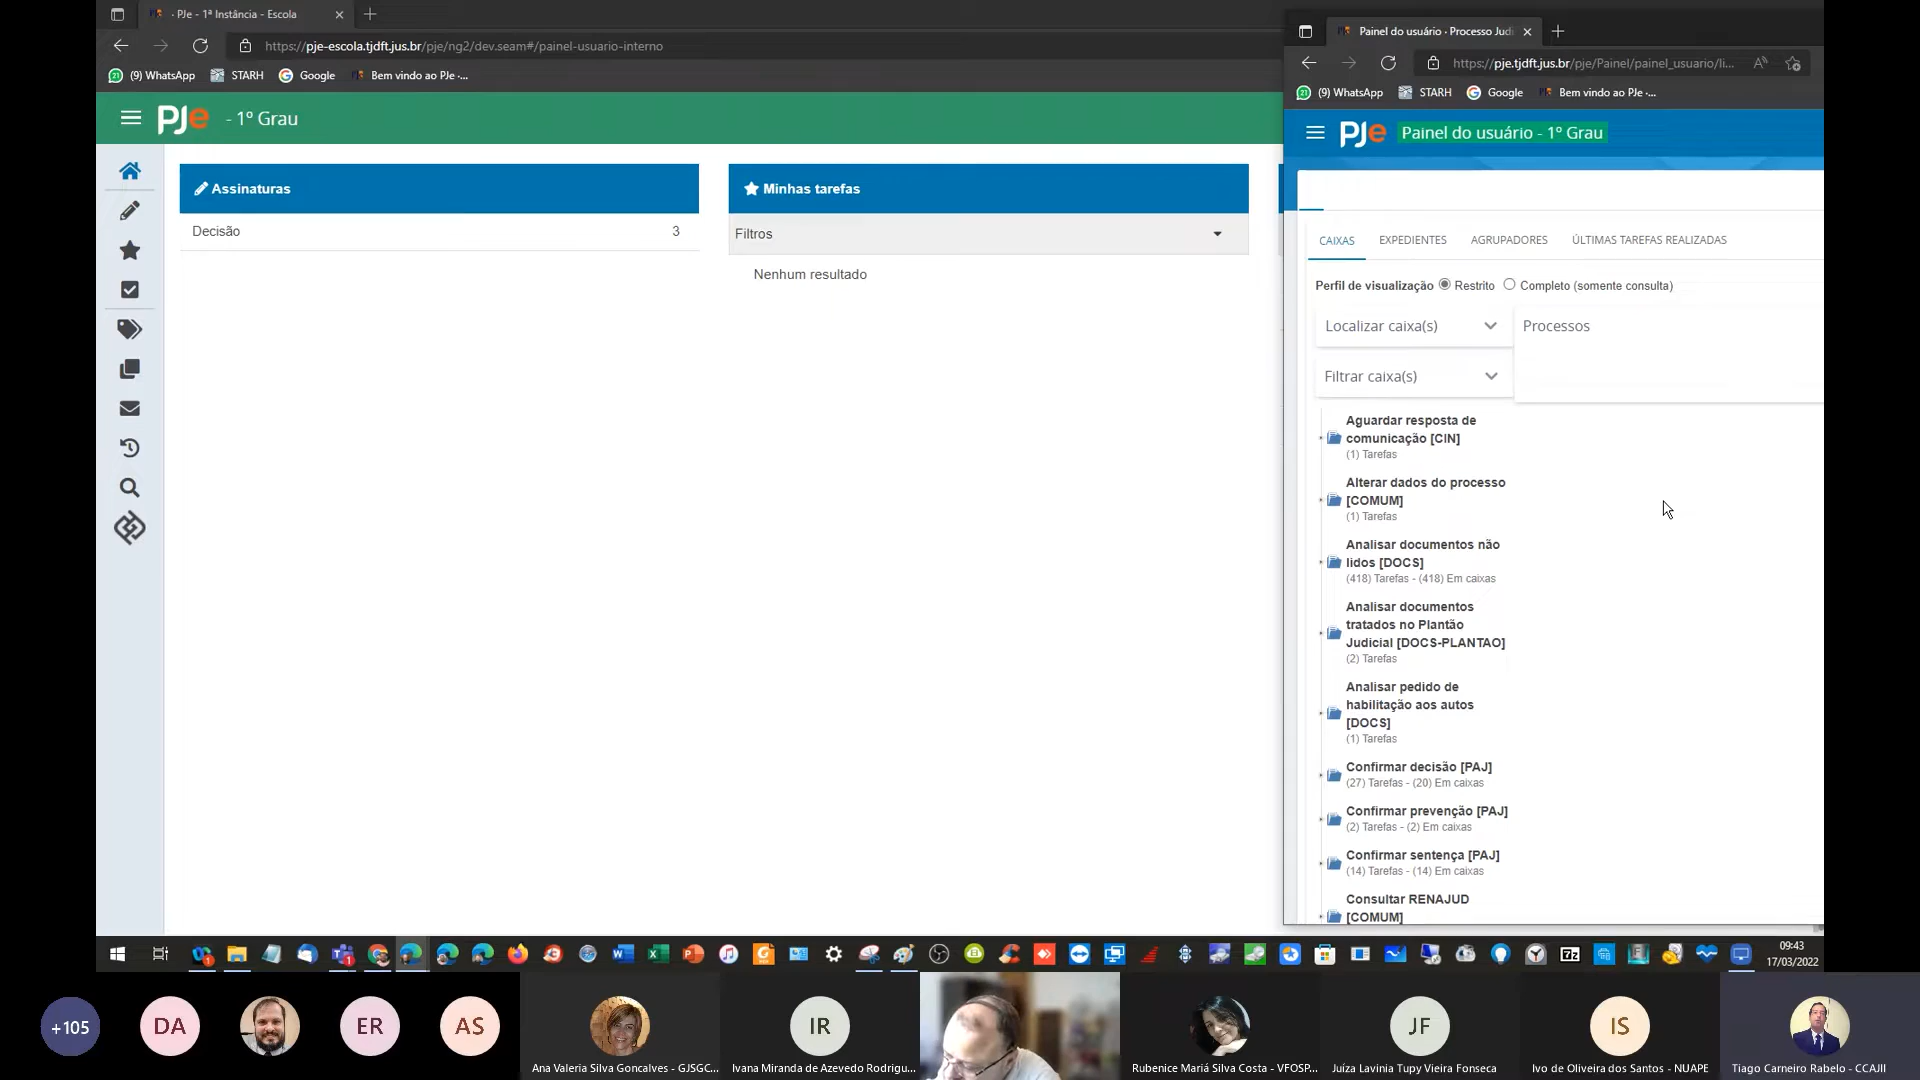 · PJe - 1ª Instância - Escola
https://pje-escola.tjdft.jus.br/pje/ng2/dev.seam#/painel-usuario-interno
(9) WhatsApp
STARH
Google
Bem vindo ao PJe ·...
PJe - 1º Grau
Assinaturas
Decisão 3
Minhas tarefas
Filtros
Nenhum resultado
Painel do usuário · Processo Judi
https://pje.tjdft.jus.br/pje/Painel/painel_usuario/li...
(9) WhatsApp
STARH
Google
Bem vindo ao PJe ·...
PJe Painel do usuário - 1º Grau
CAIXAS
EXPEDIENTES
AGRUPADORES
ÚLTIMAS TAREFAS REALIZADAS
Perfil de visualização Restrito Completo (somente consulta)
Localizar caixa(s)
Processos
Filtrar caixa(s)
Aguardar resposta de
comunicação [CIN]
(1) Tarefas
Alterar dados do processo
[COMUM]
(1) Tarefas
Analisar documentos não
lidos [DOCS]
(418) Tarefas - (418) Em caixas
Analisar documentos
tratados no Plantão
Judicial [DOCS-PLANTAO]
(2) Tarefas
Analisar pedido de
habilitação aos autos
[DOCS]
(1) Tarefas
Confirmar decisão [PAJ]
(27) Tarefas - (20) Em caixas
Confirmar prevenção [PAJ]
(2) Tarefas - (2) Em caixas
Confirmar sentença [PAJ]
(14) Tarefas - (14) Em caixas
Consultar RENAJUD
[COMUM]
09:43
17/03/2022
+105
DA
ER
AS
IR
JF
IS
Ana Valeria Silva Goncalves - GJSGC...
Ivana Miranda de Azevedo Rodrigu...
Rubenice Mariá Silva Costa - VFOSP...
Juíza Lavinia Tupy Vieira Fonseca
Ivo de Oliveira dos Santos - NUAPE
Tiago Carneiro Rabelo - CCAJII